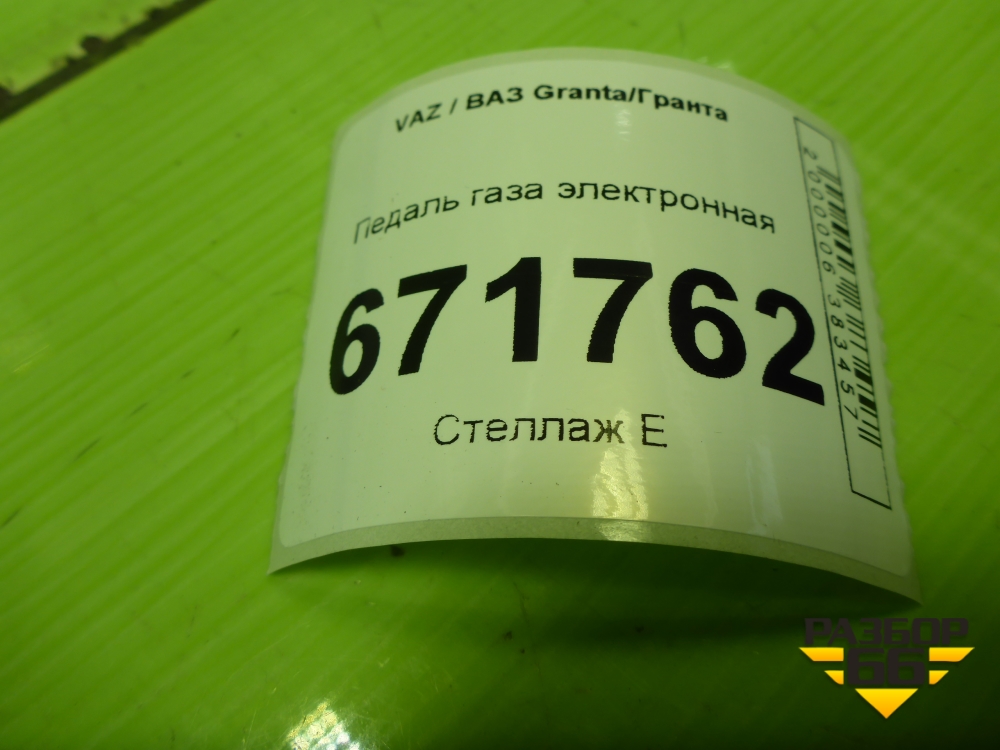 VAZ / ВАЗ Granta/Гранта
Педаль газа электронная
671762
Стеллаж Е
2000006383457
РАЗБОР
66